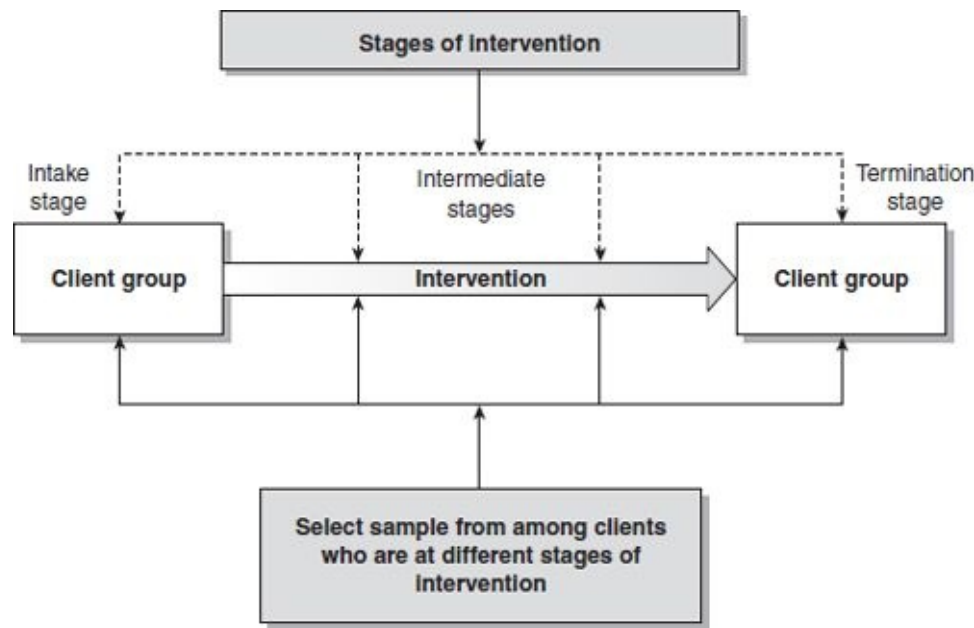 Stages of intervention
Intake
stage
Intermediate
stages
Termination
stage
Client group
Intervention
Client group
Select sample from among clients
who are at different stages of
intervention